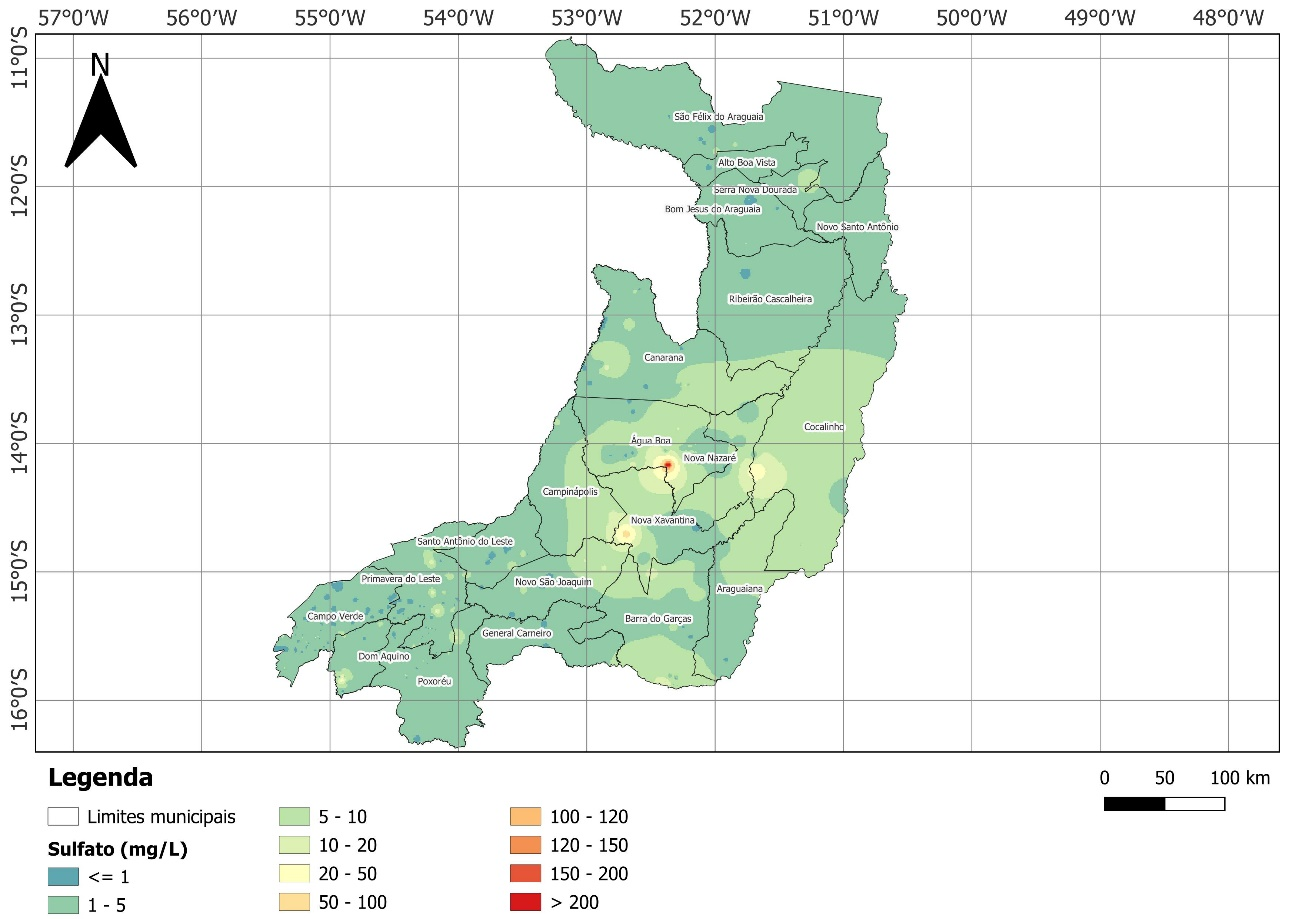 57°0'W 56°0'W 55°0'W 54°0'W 53°0'W 52°0'W 51°0'W 50°0'W 49°0'W 48°0'W
11°0'S
N
São Félix do Araguaia
Alto Boa Vista
12°0'S
Serra Nova Dourada
Bom Jesus do Araguaia
Novo Santo Antônio
Ribeirão Cascalheira
13°0'S
Canarana
Cocalinho
14°0'S
Água Boa
Nova Nazaré
Campinápolis
Nova Xavantina
Santo Antônio do Leste
15°0'S
Primavera do Leste
Novo São Joaquim
Araguaiana
Campo Verde
Barra do Garças
General Carneiro
Dom Aquino
Poxoréu
16°0'S
Legenda
Limites municipais
Sulfato (mg/L)
<= 1
1 - 5
5 - 10
10 - 20
20 - 50
50 - 100
100 - 120
120 - 150
150 - 200
> 200
0 50 100 km